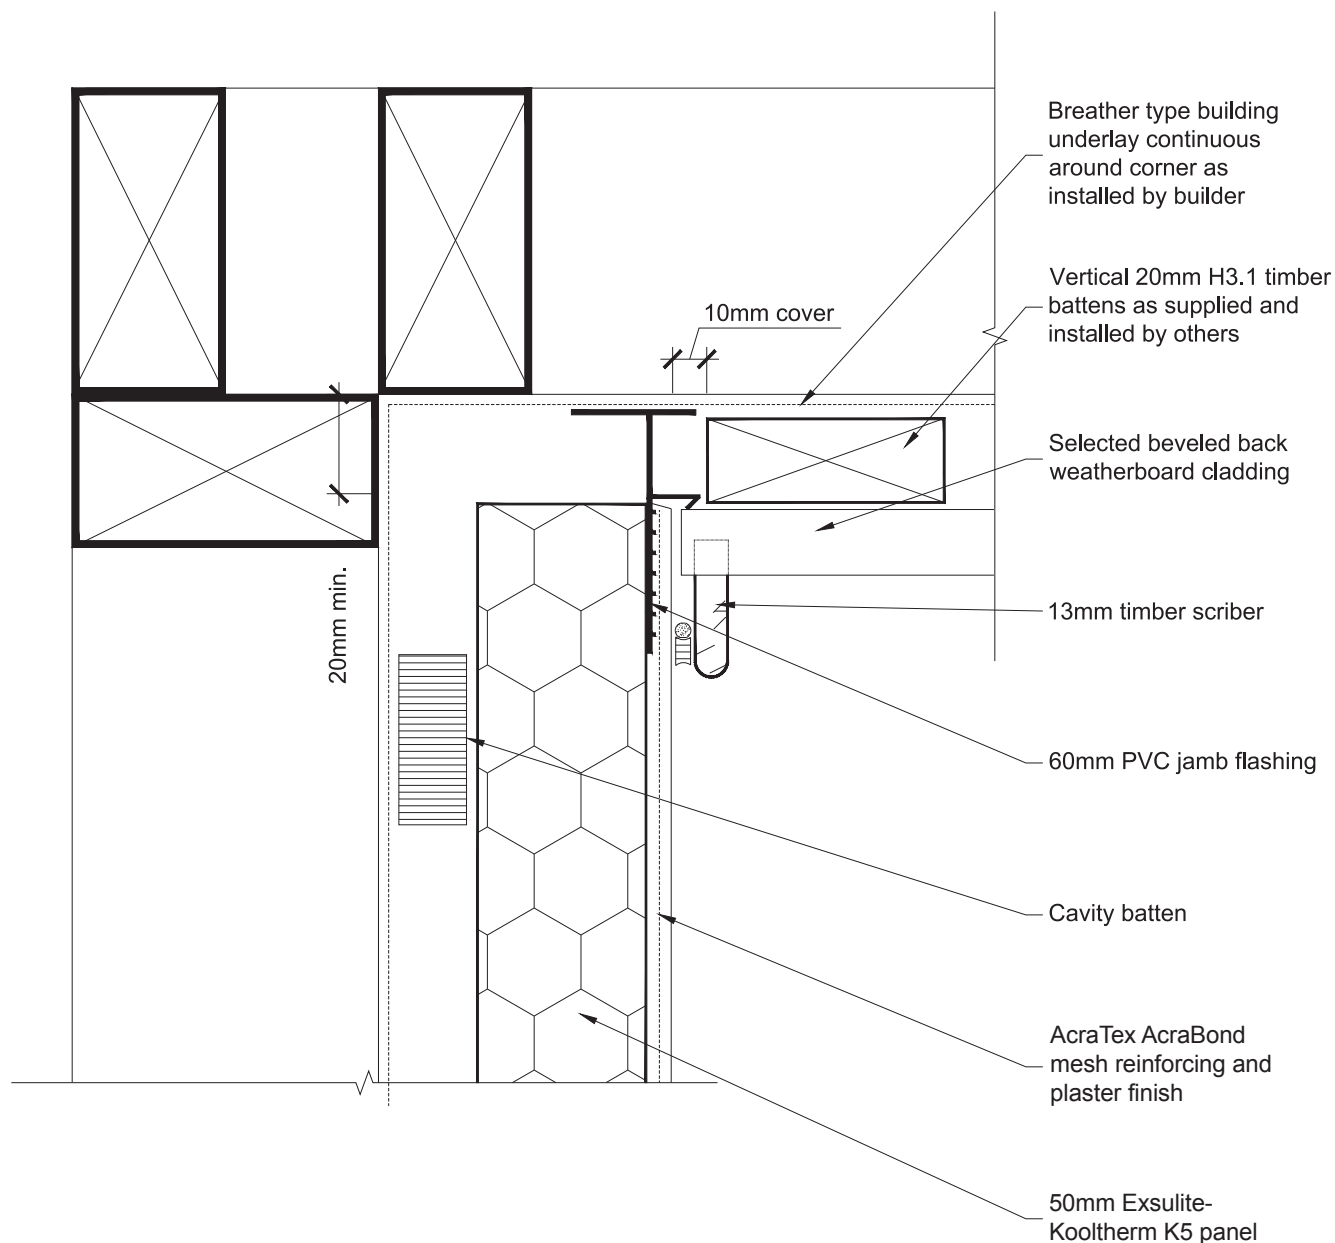 Breather type building
underlay continuous
around corner as
installed by builder
Vertical 20mm H3.1 timber
battens as supplied and
installed by others
10mm cover
Selected beveled back
weatherboard cladding
13mm timber scriber
20mm min.
60mm PVC jamb flashing
Cavity batten
AcraTex AcraBond
mesh reinforcing and
plaster finish
50mm Exsulite-
Kooltherm K5 panel